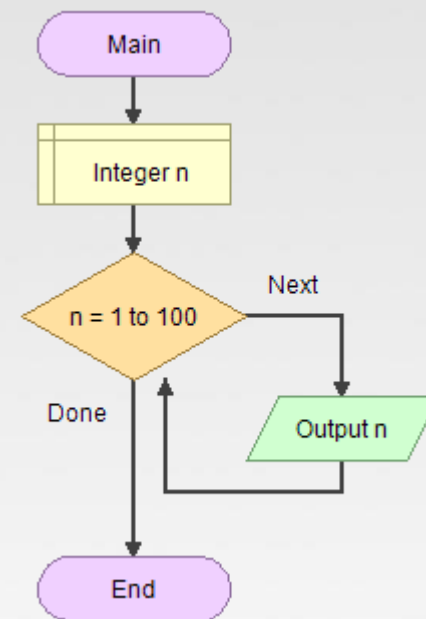 Main
Integer n
n = 1 to 100
Next
Output n
Done
End